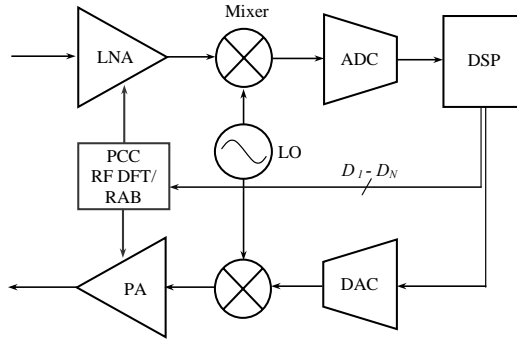 Mixer
LNA
ADC
DSP
PCC
RF DFT/
RAB
LO
D1 - DN
PA
DAC